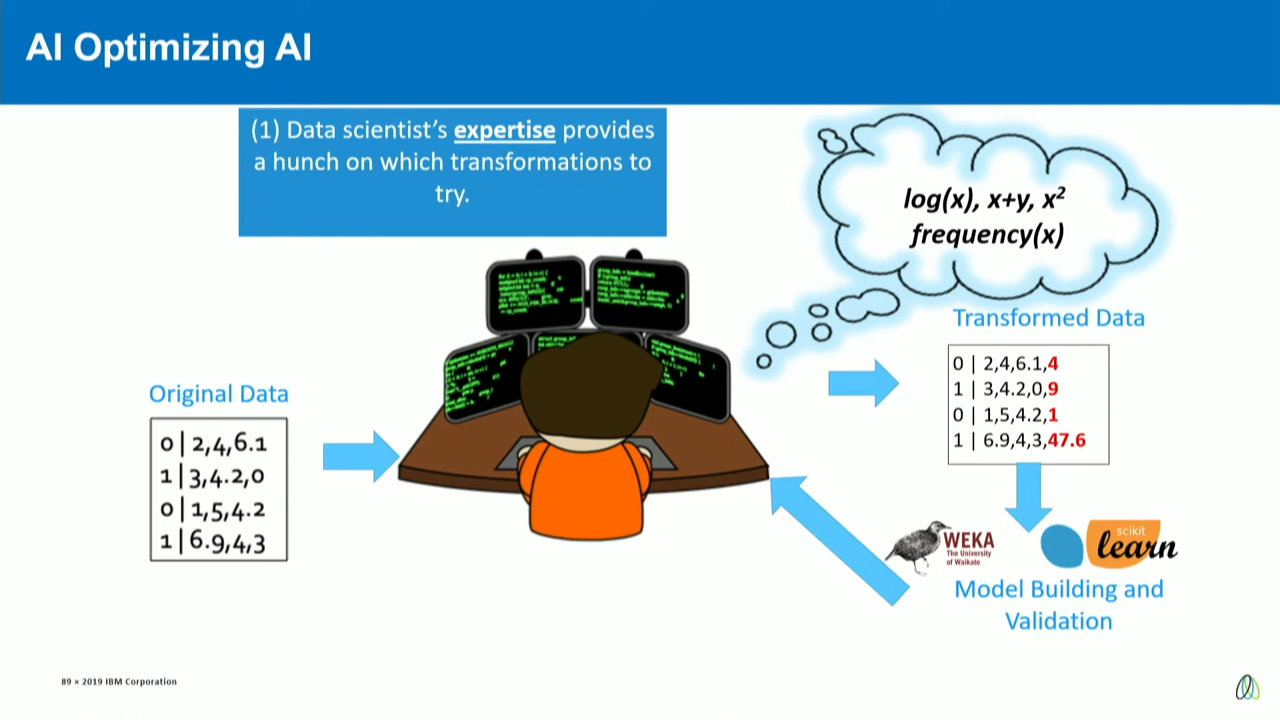 AI Optimizing AI
(1) Data scientist's expertise provides
a hunch on which transformations to
try.
log(x), x+y, x²
frequency(x)
Transformed Data
0 | 2,4,6.1,4
1 | 3,4.2,0,9
0 | 1,5,4.2,1
1 | 6.9,4,3,47.6
Original Data
0 | 2,4,6.1
1 | 3,4.2,0
0 | 1,5,4.2
1 | 6.9,4,3
WEKA
The University
of Waikato
scikit
learn
Model Building and
Validation
89 × 2019 IBM Corporation